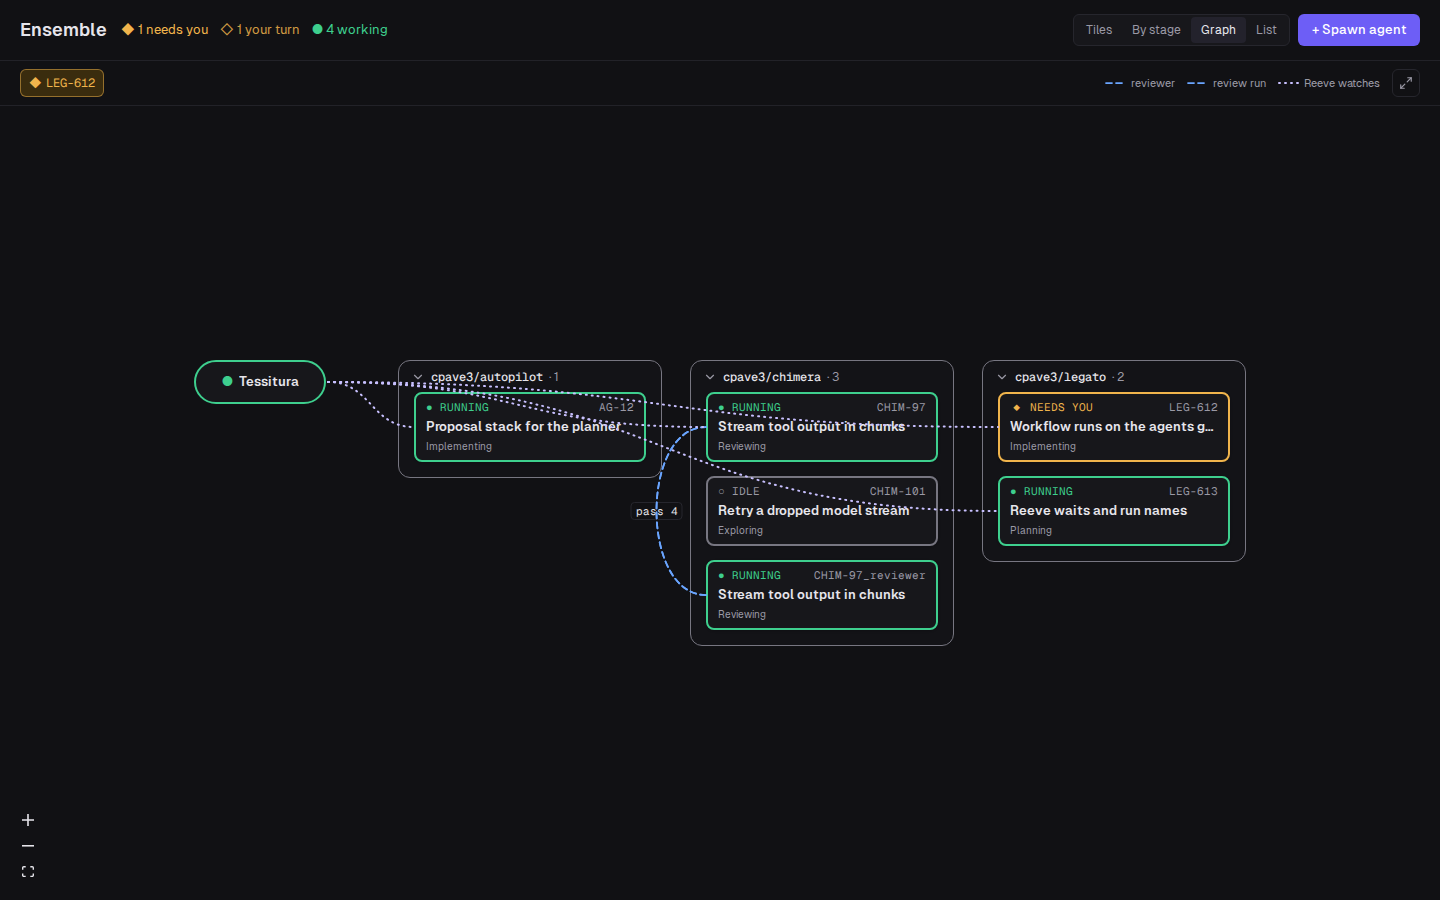 Ensemble
1 needs you
1 your turn
4 working
Tiles
By stage
Graph
List
+ Spawn agent
LEG-612
reviewer
review run
Reeve watches
Tessitura
cpave3/autopilot · 1
RUNNING AG-12
Proposal stack for the planner
Implementing
cpave3/chimera · 3
RUNNING CHIM-97
Stream tool output in chunks
Reviewing
IDLE CHIM-101
Retry a dropped model stream
Exploring
RUNNING CHIM-97_reviewer
Stream tool output in chunks
Reviewing
pass 4
cpave3/legato · 2
NEEDS YOU LEG-612
Workflow runs on the agents g…
Implementing
RUNNING LEG-613
Reeve waits and run names
Planning